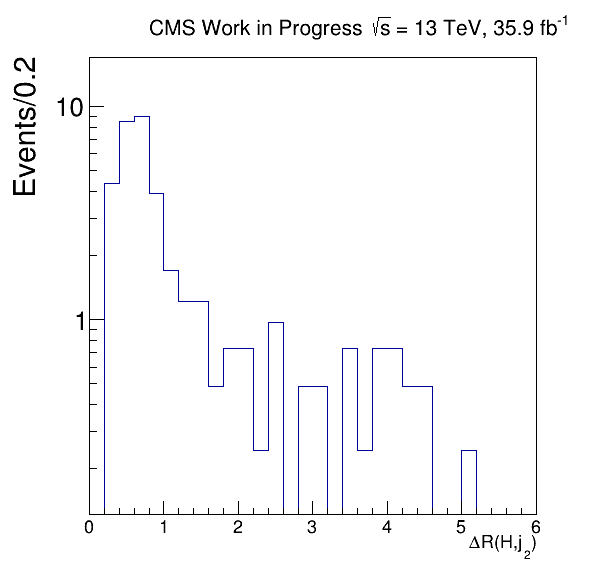 CMS Work in Progress √s = 13 TeV, 35.9 fb⁻¹
Events/0.2
10
1
0 1 2 3 4 5 6
ΔR(H,j₂)